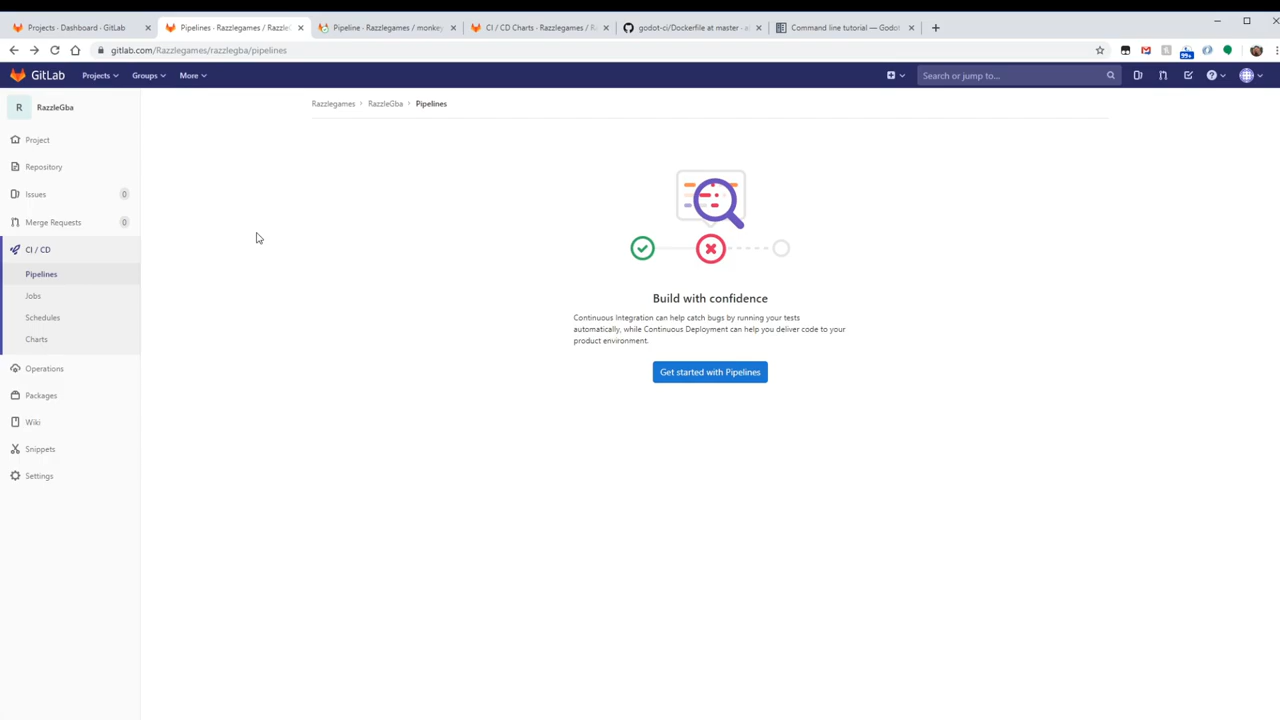 Projects · Dashboard · GitLab
Pipelines · Razzlegames / Razzle
Pipeline · Razzlegames / monkey
CI / CD Charts · Razzlegames / R
godot-ci/Dockerfile at master · a
Command line tutorial — Godot
gitlab.com/Razzlegames/razzlegba/pipelines
99+
GitLab
Projects
Groups
More
Search or jump to...
R
RazzleGba
Razzlegames > RazzleGba > Pipelines
Project
Repository
Issues 0
Merge Requests 0
CI / CD
Pipelines
Jobs
Schedules
Charts
Operations
Packages
Wiki
Snippets
Settings
Build with confidence
Continuous Integration can help catch bugs by running your tests
automatically, while Continuous Deployment can help you deliver code to your
product environment.
Get started with Pipelines